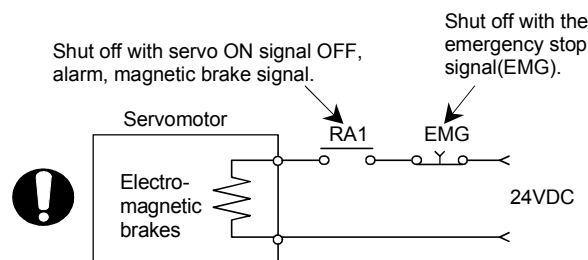 Shut off with the
emergency stop
signal(EMG).
Shut off with servo ON signal OFF,
alarm, magnetic brake signal.
Servomotor
RA1
EMG
Electro-
magnetic
brakes
24VDC